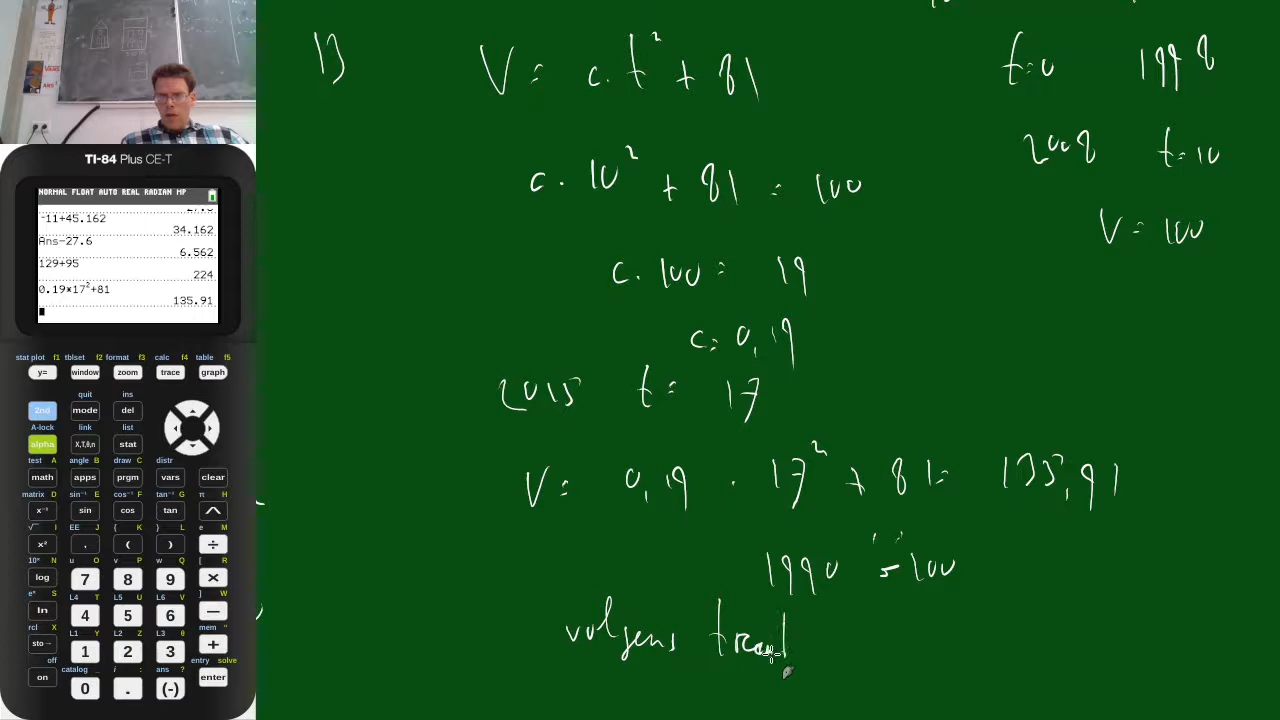 13
V = c. t² + 81
t=0 1998
c. 10² + 81 = 100
2008 t=10
V = 100
c. 100 = 19
c = 0,19
2015 t = 17
V = 0,19 . 17² + 81 = 135,91
1990 = 100
volgens trend
TI-84 Plus CE-T
NORMAL FLOAT AUTO REAL RADIAN MP
-11+45.162
34.162
Ans-27.6
6.562
129+95
224
0.19*17²+81
135.91
stat plot f1 tblset f2 format f3 calc f4 table f5
y= window zoom trace graph
quit ins
2nd mode del
A-lock link list
alpha X,T,θ,n stat
test A angle B draw C distr
math apps prgm vars clear
matrix D sin⁻¹ E cos⁻¹ F tan⁻¹ G π H
x⁻¹ sin cos tan ^
√ I EE J { K } L e M
x² , ( ) ÷
10ˣ N u O v P w Q [ R
log 7 8 9 ×
eˣ S L4 T L5 U L6 V ] W
ln 4 5 6 —
rcl X L1 Y L2 Z L3 θ mem "
sto→ 1 2 3 +
off catalog _ i : ans ? entry solve
on 0 . (-) enter